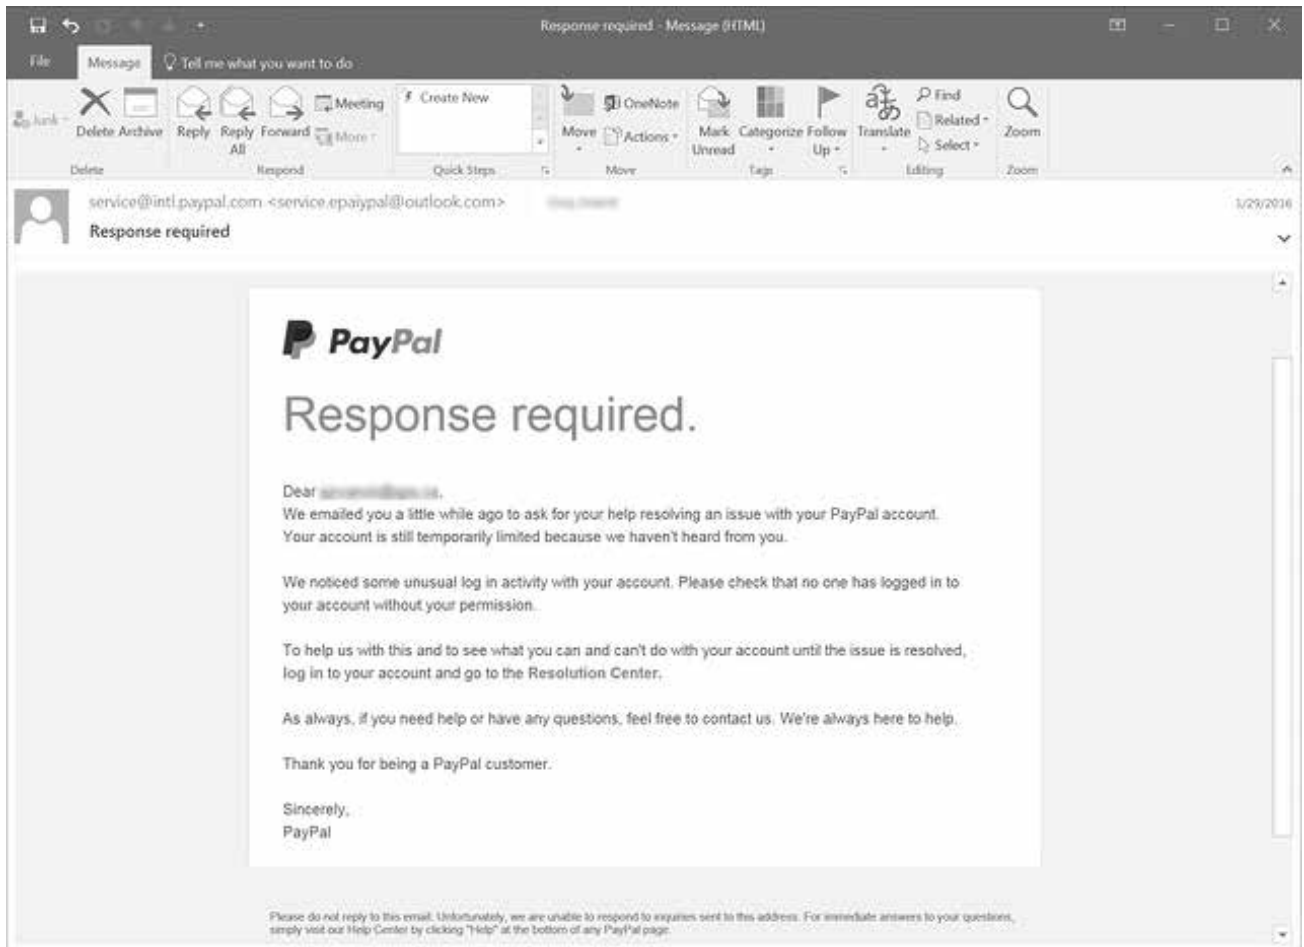 Response required - Message (HTML)
File Message Tell me what you want to do
Junk
Delete Archive
Reply Reply All Forward
Meeting
More
Create New
Move
OneNote
Actions
Mark Unread
Categorize Follow Up
Translate
Find
Related
Select
Zoom
Delete Respond Quick Steps Move Tags Editing Zoom
service@intl.paypal.com <service.epaiypal@outlook.com>
1/29/2016
Response required
PayPal
Response required.
Dear
We emailed you a little while ago to ask for your help resolving an issue with your PayPal account.
Your account is still temporarily limited because we haven't heard from you.
We noticed some unusual log in activity with your account. Please check that no one has logged in to
your account without your permission.
To help us with this and to see what you can and can't do with your account until the issue is resolved,
log in to your account and go to the Resolution Center.
As always, if you need help or have any questions, feel free to contact us. We're always here to help.
Thank you for being a PayPal customer.
Sincerely,
PayPal
Please do not reply to this email. Unfortunately, we are unable to respond to inquiries sent to this address. For immediate answers to your questions,
simply visit our Help Center by clicking "Help" at the bottom of any PayPal page.